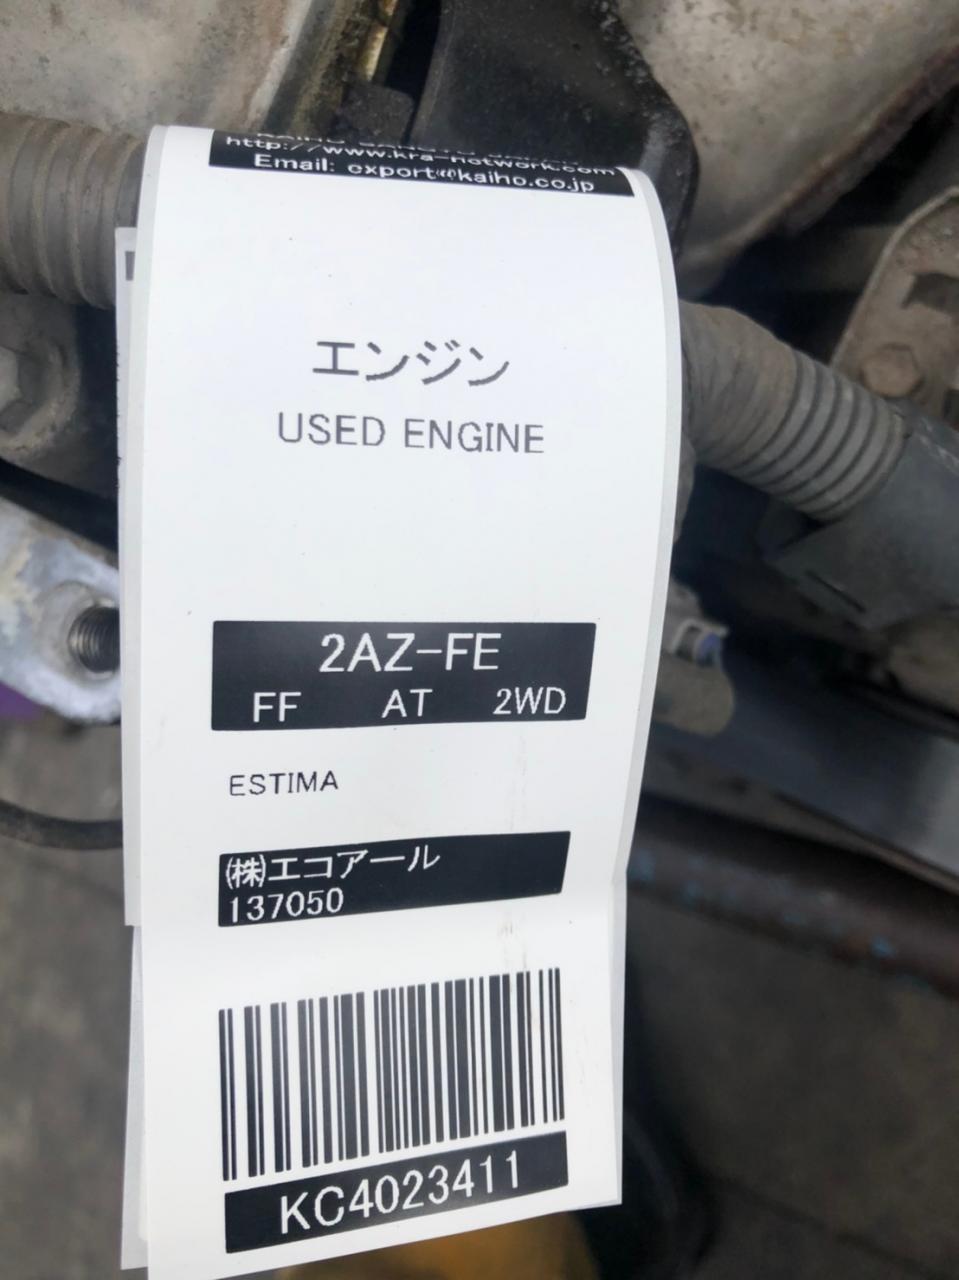 http://www.kra-network.com
Email: export@kaiho.co.jp
エンジン
USED ENGINE
2AZ-FE
FF AT 2WD
ESTIMA
㈱エコアール
137050
KC4023411